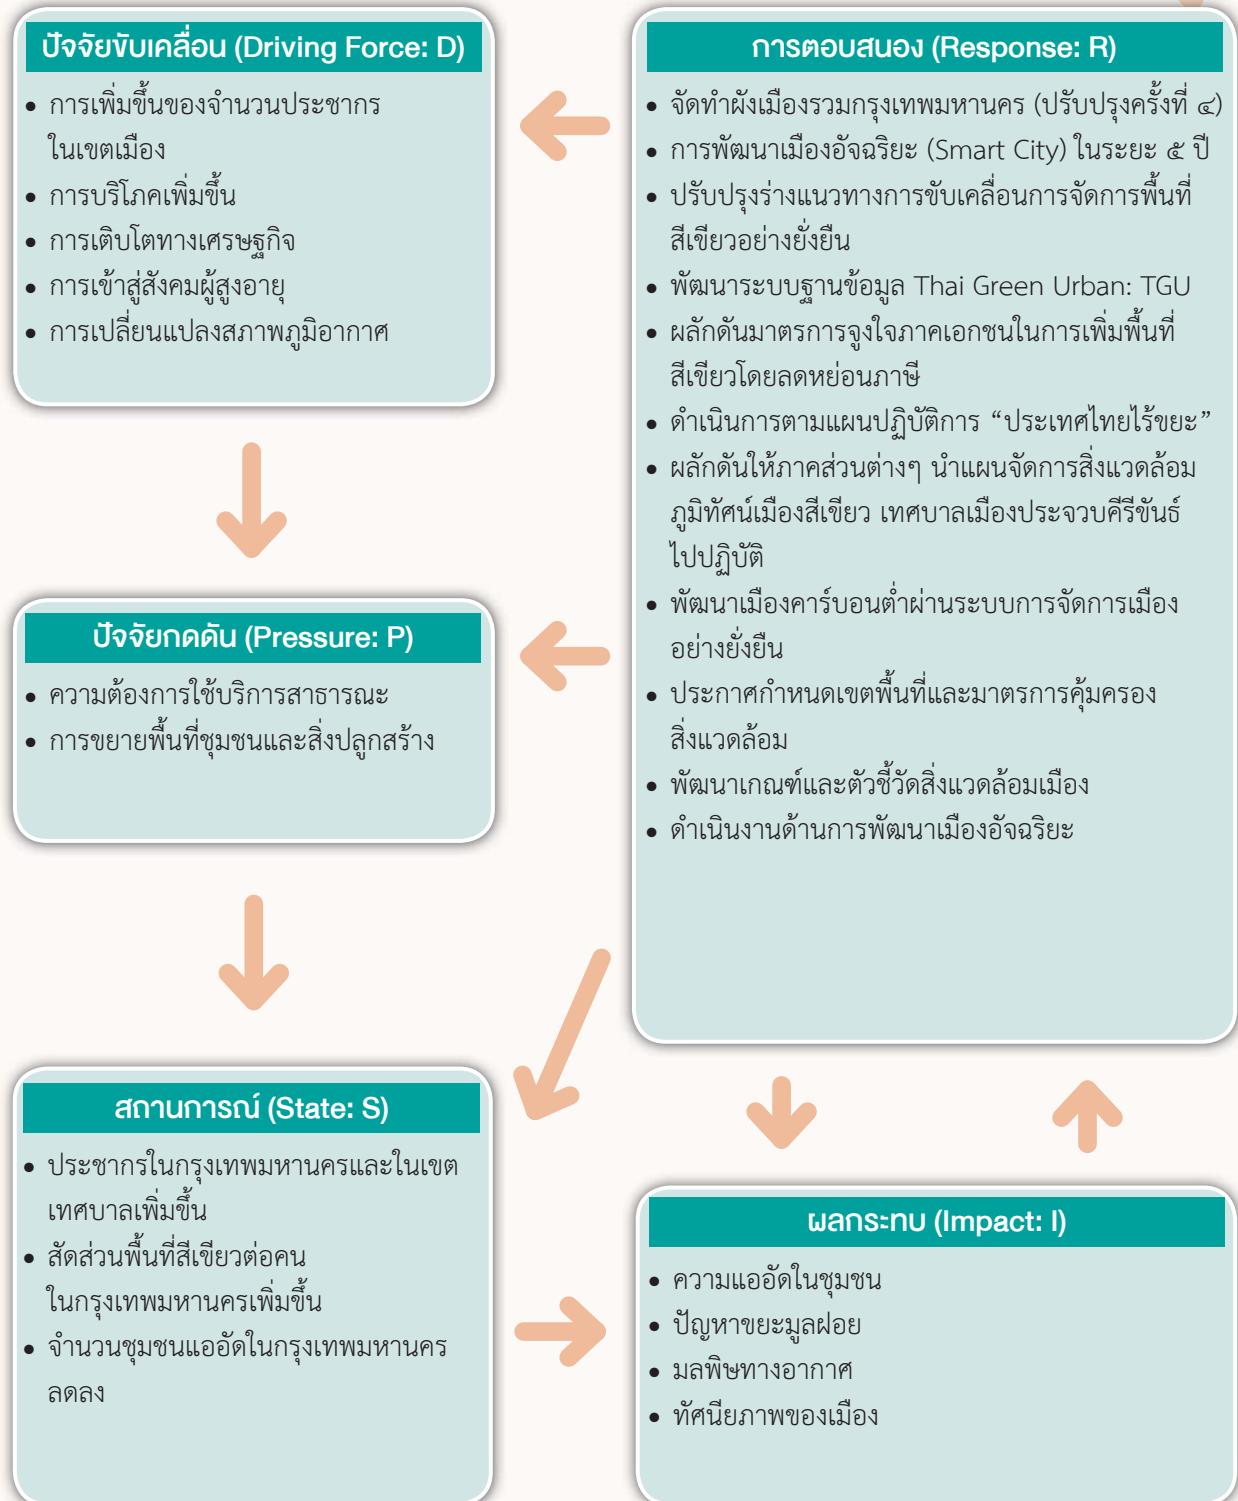 ปัจจัยขับเคลื่อน (Driving Force: D)
• การเพิ่มขึ้นของจำนวนประชากร
ในเขตเมือง
• การบริโภคเพิ่มขึ้น
• การเติบโตทางเศรษฐกิจ
• การเข้าสู่สังคมผู้สูงอายุ
• การเปลี่ยนแปลงสภาพภูมิอากาศ
ปัจจัยกดดัน (Pressure: P)
• ความต้องการใช้บริการสาธารณะ
• การขยายพื้นที่ชุมชนและสิ่งปลูกสร้าง
สถานการณ์ (State: S)
• ประชากรในกรุงเทพมหานครและในเขต
เทศบาลเพิ่มขึ้น
• สัดส่วนพื้นที่สีเขียวต่อคน
ในกรุงเทพมหานครเพิ่มขึ้น
• จำนวนชุมชนแออัดในกรุงเทพมหานคร
ลดลง
การตอบสนอง (Response: R)
• จัดทำผังเมืองรวมกรุงเทพมหานคร (ปรับปรุงครั้งที่ ๔)
• การพัฒนาเมืองอัจฉริยะ (Smart City) ในระยะ ๕ ปี
• ปรับปรุงร่างแนวทางการขับเคลื่อนการจัดการพื้นที่
สีเขียวอย่างยั่งยืน
• พัฒนาระบบฐานข้อมูล Thai Green Urban: TGU
• ผลักดันมาตรการจูงใจภาคเอกชนในการเพิ่มพื้นที่
สีเขียวโดยลดหย่อนภาษี
• ดำเนินการตามแผนปฏิบัติการ “ประเทศไทยไร้ขยะ”
• ผลักดันให้ภาคส่วนต่างๆ นำแผนจัดการสิ่งแวดล้อม
ภูมิทัศน์เมืองสีเขียว เทศบาลเมืองประจวบคีรีขันธ์
ไปปฏิบัติ
• พัฒนาเมืองคาร์บอนต่ำผ่านระบบการจัดการเมือง
อย่างยั่งยืน
• ประกาศกำหนดเขตพื้นที่และมาตรการคุ้มครอง
สิ่งแวดล้อม
• พัฒนาเกณฑ์และตัวชี้วัดสิ่งแวดล้อมเมือง
• ดำเนินงานด้านการพัฒนาเมืองอัจฉริยะ
ผลกระทบ (Impact: I)
• ความแออัดในชุมชน
• ปัญหาขยะมูลฝอย
• มลพิษทางอากาศ
• ทัศนียภาพของเมือง